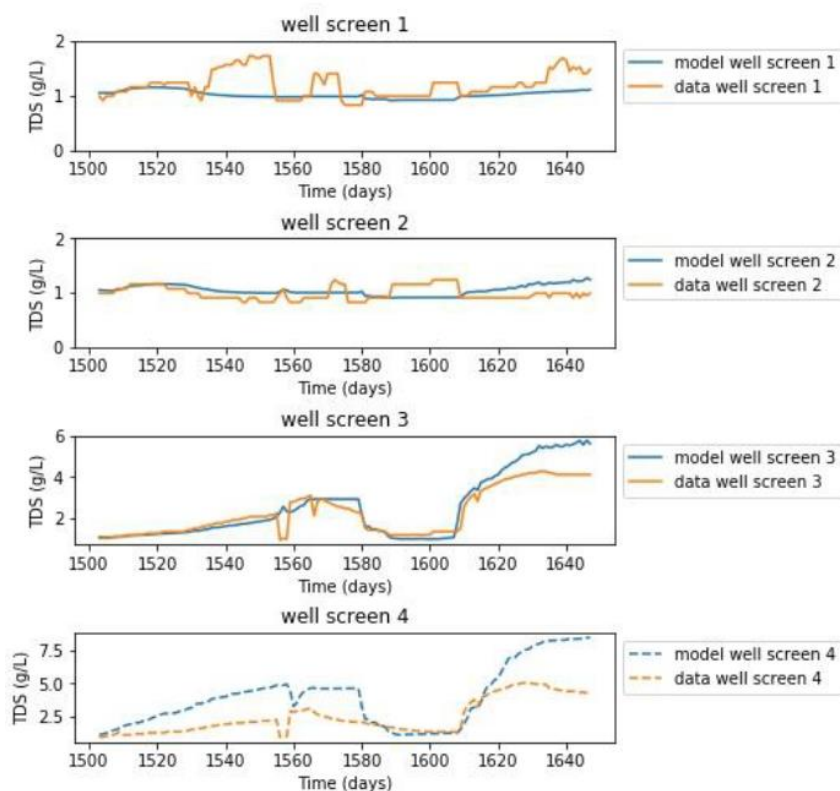 well screen 1
2
1
0
TDS (g/L)
1500 1520 1540 1560 1580 1600 1620 1640
Time (days)
model well screen 1
data well screen 1
well screen 2
2
1
0
TDS (g/L)
1500 1520 1540 1560 1580 1600 1620 1640
Time (days)
model well screen 2
data well screen 2
well screen 3
6
4
2
TDS (g/L)
1500 1520 1540 1560 1580 1600 1620 1640
Time (days)
model well screen 3
data well screen 3
well screen 4
7.5
5.0
2.5
TDS (g/L)
1500 1520 1540 1560 1580 1600 1620 1640
Time (days)
model well screen 4
data well screen 4